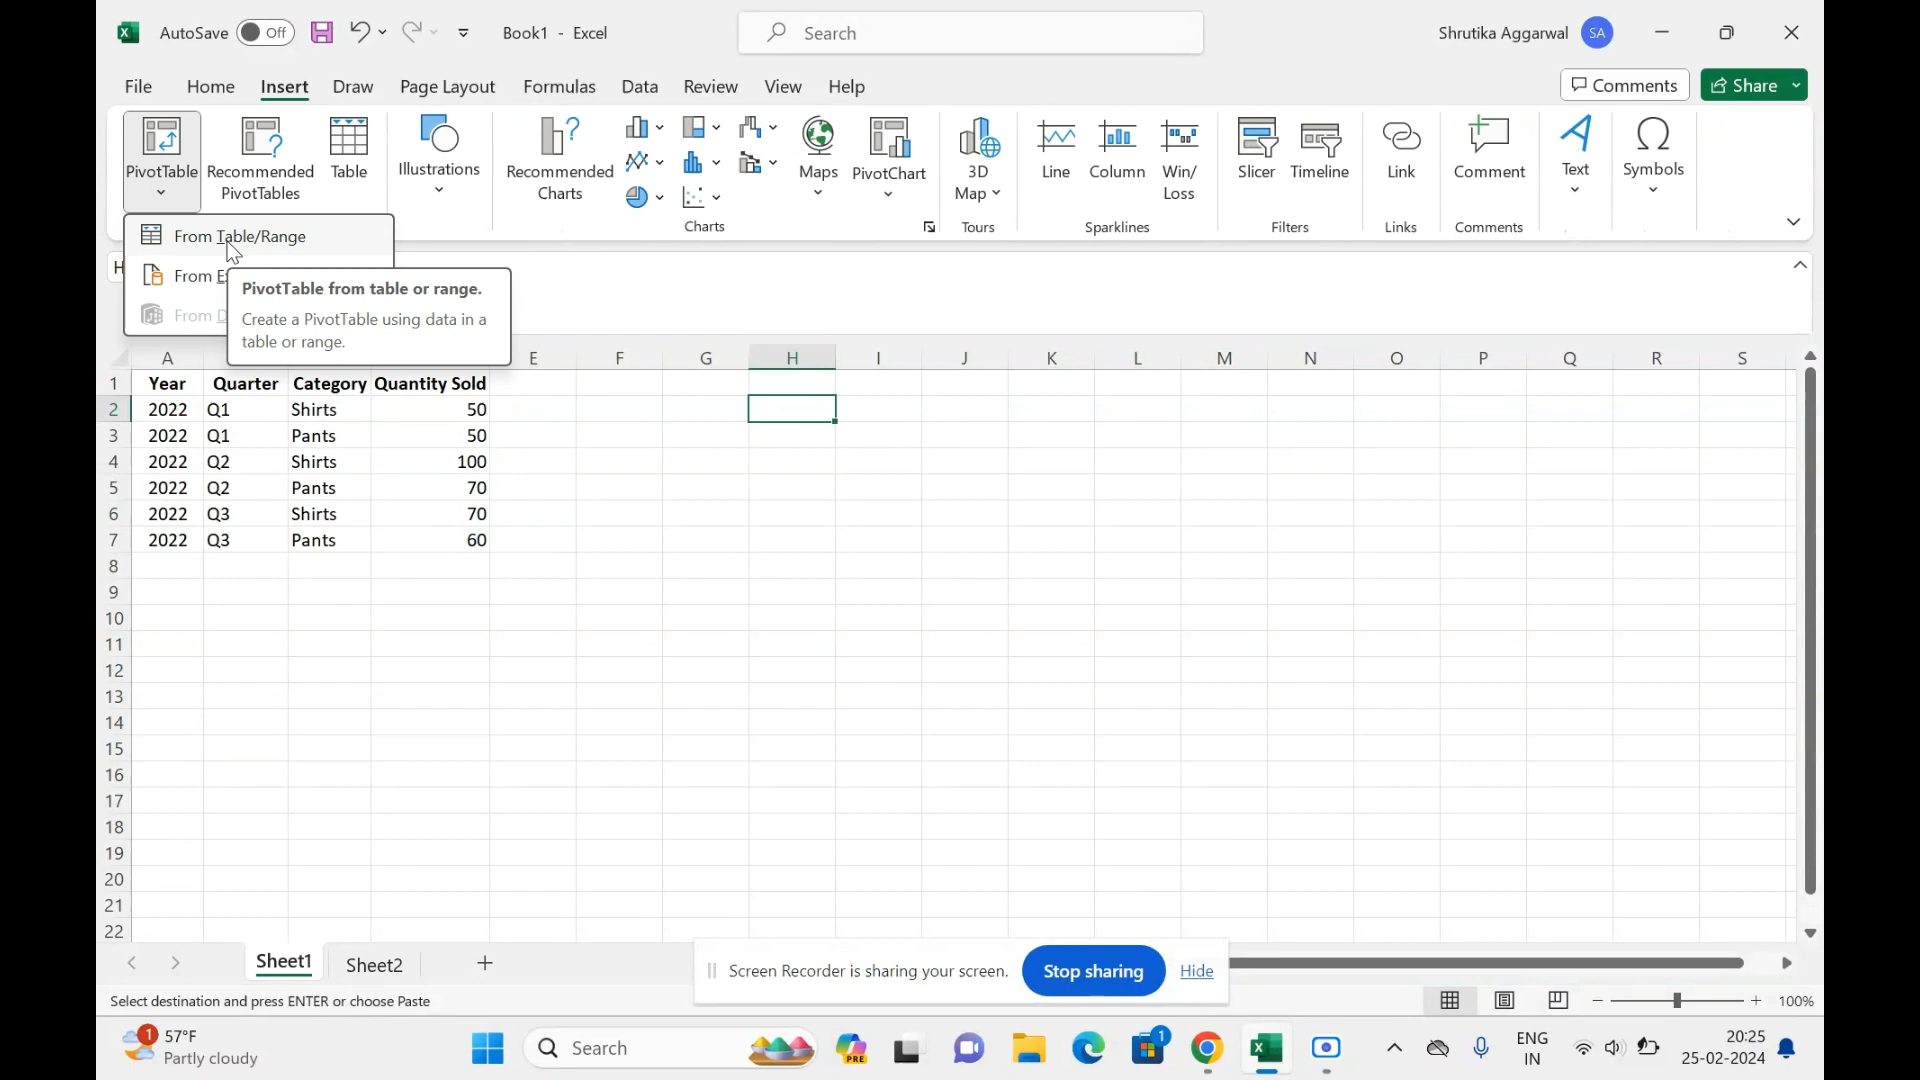 AutoSave Off Book1 - Excel Search Shrutika Aggarwal SA
File Home Insert Draw Page Layout Formulas Data Review View Help Comments Share
PivotTable Recommended PivotTables Table Illustrations Recommended Charts Maps PivotChart 3D Map Line Column Win/Loss Slicer Timeline Link Comment Text Symbols
Charts Tours Sparklines Filters Links Comments
From Table/Range
From E
From D
PivotTable from table or range.
Create a PivotTable using data in a
table or range.
H
A E F G H I J K L M N O P Q R S
1 Year Quarter Category Quantity Sold
2 2022 Q1 Shirts 50
3 2022 Q1 Pants 50
4 2022 Q2 Shirts 100
5 2022 Q2 Pants 70
6 2022 Q3 Shirts 70
7 2022 Q3 Pants 60
8
9
10
11
12
13
14
15
16
17
18
19
20
21
22
Sheet1 Sheet2
Screen Recorder is sharing your screen. Stop sharing Hide
Select destination and press ENTER or choose Paste 100%
1 57°F
Partly cloudy
Search PRE 1
ENG
IN
20:25
25-02-2024